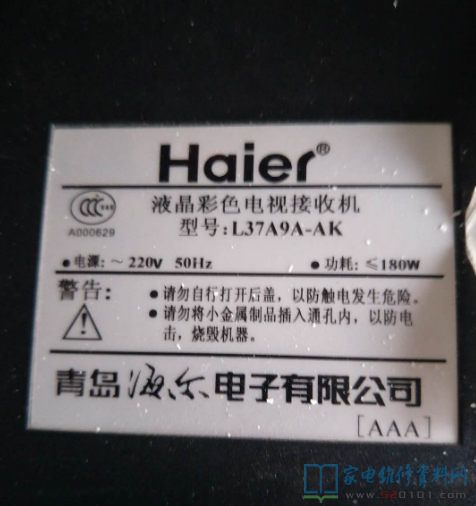 Haier®
液晶彩色电视接收机
A000629
型号:L37A9A-AK
●电源:～220V 50Hz ●功耗:≤180W
警告: ●请勿自行打开后盖，以防触电发生危险。
●请勿将小金属制品插入通孔内，以防电
击，烧毁机器。
青岛海尔电子有限公司
[AAA]
家电维修资料网
www.520101.com